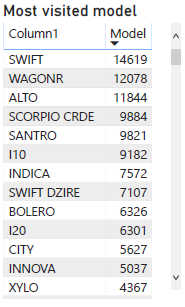 Most visited model
Column1 Model
SWIFT 14619
WAGONR 12078
ALTO 11844
SCORPIO CRDE 9884
SANTRO 9821
I10 9182
INDICA 7572
SWIFT DZIRE 7107
BOLERO 6326
I20 6301
CITY 5627
INNOVA 5037
XYLO 4367